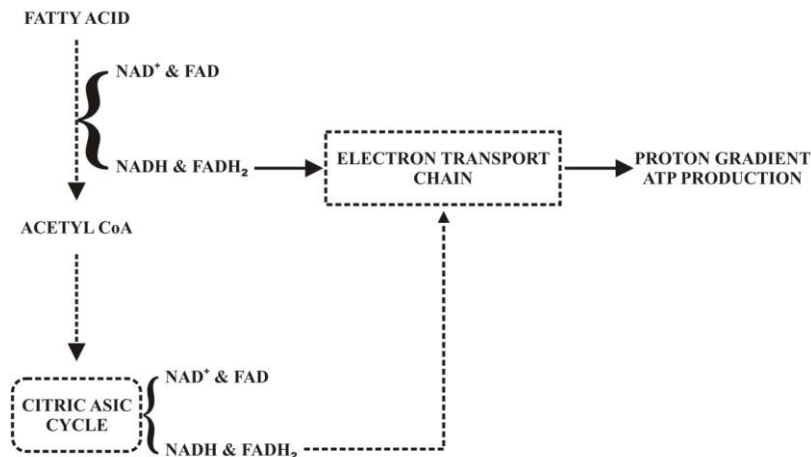 FATTY ACID
NAD⁺ & FAD
NADH & FADH₂
ELECTRON TRANSPORT
CHAIN
PROTON GRADIENT
ATP PRODUCTION
ACETYL CoA
NAD⁺ & FAD
CITRIC ASIC
CYCLE
NADH & FADH₂